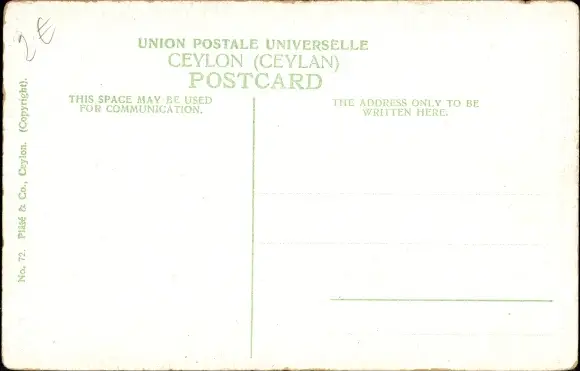 2€
UNION POSTALE UNIVERSELLE
CEYLON (CEYLAN)
POSTCARD
THIS SPACE MAY BE USED
FOR COMMUNICATION.
THE ADDRESS ONLY TO BE
WRITTEN HERE.
No. 72. Plâté & Co., Ceylon. (Copyright).